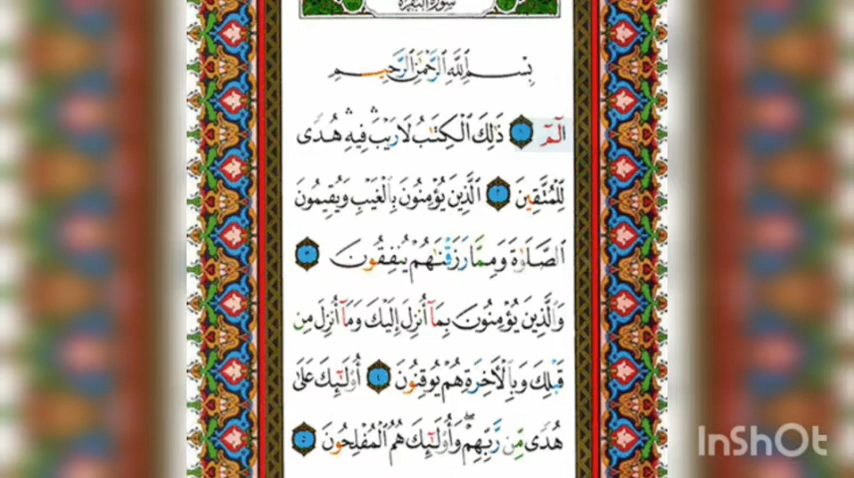 سورة البقرة
بِسْمِ ٱللَّهِ ٱلرَّحْمَٰنِ ٱلرَّحِيمِ
الٓمٓ ١ ذَٰلِكَ ٱلْكِتَٰبُ لَا رَيْبَۛ فِيهِۛ هُدًى
لِّلْمُتَّقِينَ ٢ ٱلَّذِينَ يُؤْمِنُونَ بِٱلْغَيْبِ وَيُقِيمُونَ
ٱلصَّلَوٰةَ وَمِمَّا رَزَقْنَٰهُمْ يُنفِقُونَ ٣
وَٱلَّذِينَ يُؤْمِنُونَ بِمَآ أُنزِلَ إِلَيْكَ وَمَآ أُنزِلَ مِن
قَبْلِكَ وَبِٱلْأَخِرَةِ هُمْ يُوقِنُونَ ٤ أُو۟لَٰٓئِكَ عَلَىٰ
هُدًى مِّن رَّبِّهِمْۖ وَأُو۟لَٰٓئِكَ هُمُ ٱلْمُفْلِحُونَ ٥
InShOt